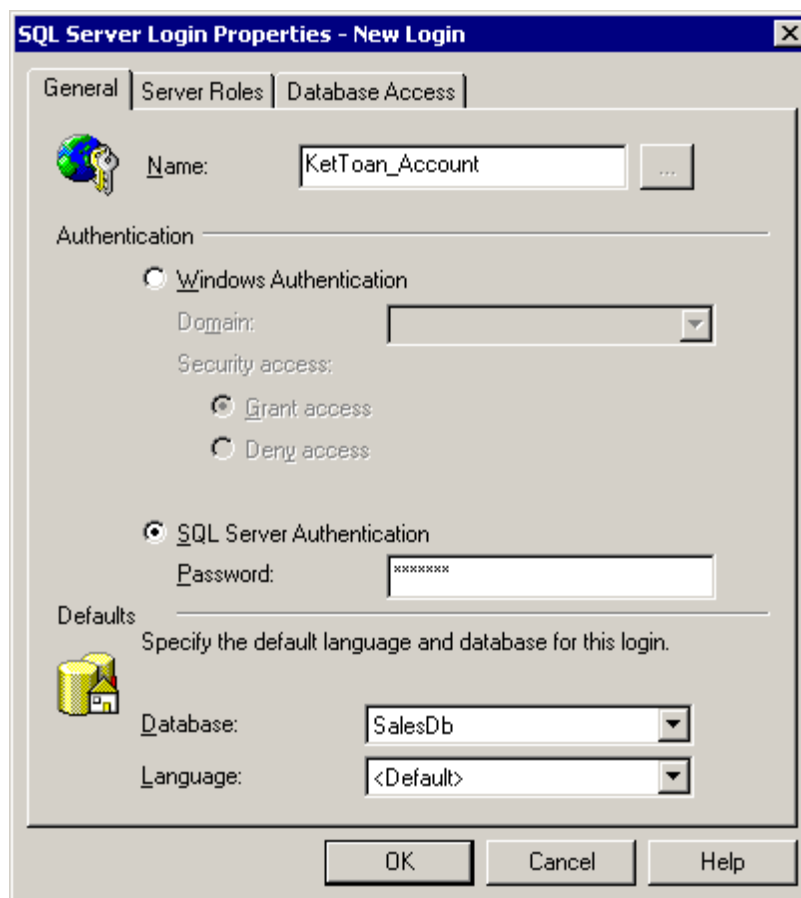 SQL Server Login Properties - New Login
General Server Roles Database Access
Name: KetToan_Account ...
Authentication
Windows Authentication
Domain:
Security access:
Grant access
Deny access
SQL Server Authentication
Password: *******
Defaults
Specify the default language and database for this login.
Database: SalesDb
Language: <Default>
OK Cancel Help